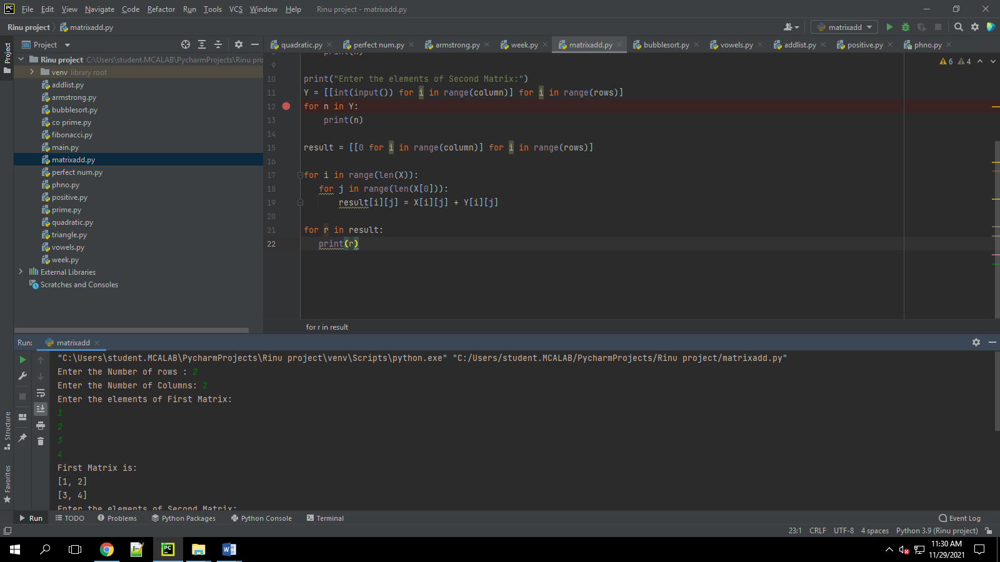 File Edit View Navigate Code Refactor Run Tools VCS Window Help Rinu project - matrixadd.py
Rinu project matrixadd.py
matrixadd
Project
quadratic.py perfect num.py armstrong.py week.py matrixadd.py bubblesort.py vowels.py addlist.py positive.py phno.py
Project
Rinu project C:\Users\student.MCALAB\PycharmProjects\Rinu pro
venv library root
addlist.py
armstrong.py
bubblesort.py
co prime.py
fibonacci.py
main.py
matrixadd.py
perfect num.py
phno.py
positive.py
prime.py
quadratic.py
triangle.py
vowels.py
week.py
External Libraries
Scratches and Consoles
6 4
8 print(n)
9
10 print("Enter the elements of Second Matrix:")
11 Y = [[int(input()) for i in range(column)] for i in range(rows)]
12 for n in Y:
13 print(n)
14
15 result = [[0 for i in range(column)] for i in range(rows)]
16
17 for i in range(len(X)):
18 for j in range(len(X[0])):
19 result[i][j] = X[i][j] + Y[i][j]
20
21 for r in result:
22 print(r)
for r in result
Run: matrixadd
"C:\Users\student.MCALAB\PycharmProjects\Rinu project\venv\Scripts\python.exe" "C:/Users/student.MCALAB/PycharmProjects/Rinu project/matrixadd.py"
Enter the Number of rows : 2
Enter the Number of Columns: 2
Enter the elements of First Matrix:
1
2
3
4
First Matrix is:
[1, 2]
[3, 4]
Enter the elements of Second Matrix:
Structure
Favorites
Run TODO Problems Python Packages Python Console Terminal Event Log
23:1 CRLF UTF-8 4 spaces Python 3.9 (Rinu project)
11:30 AM
11/29/2021